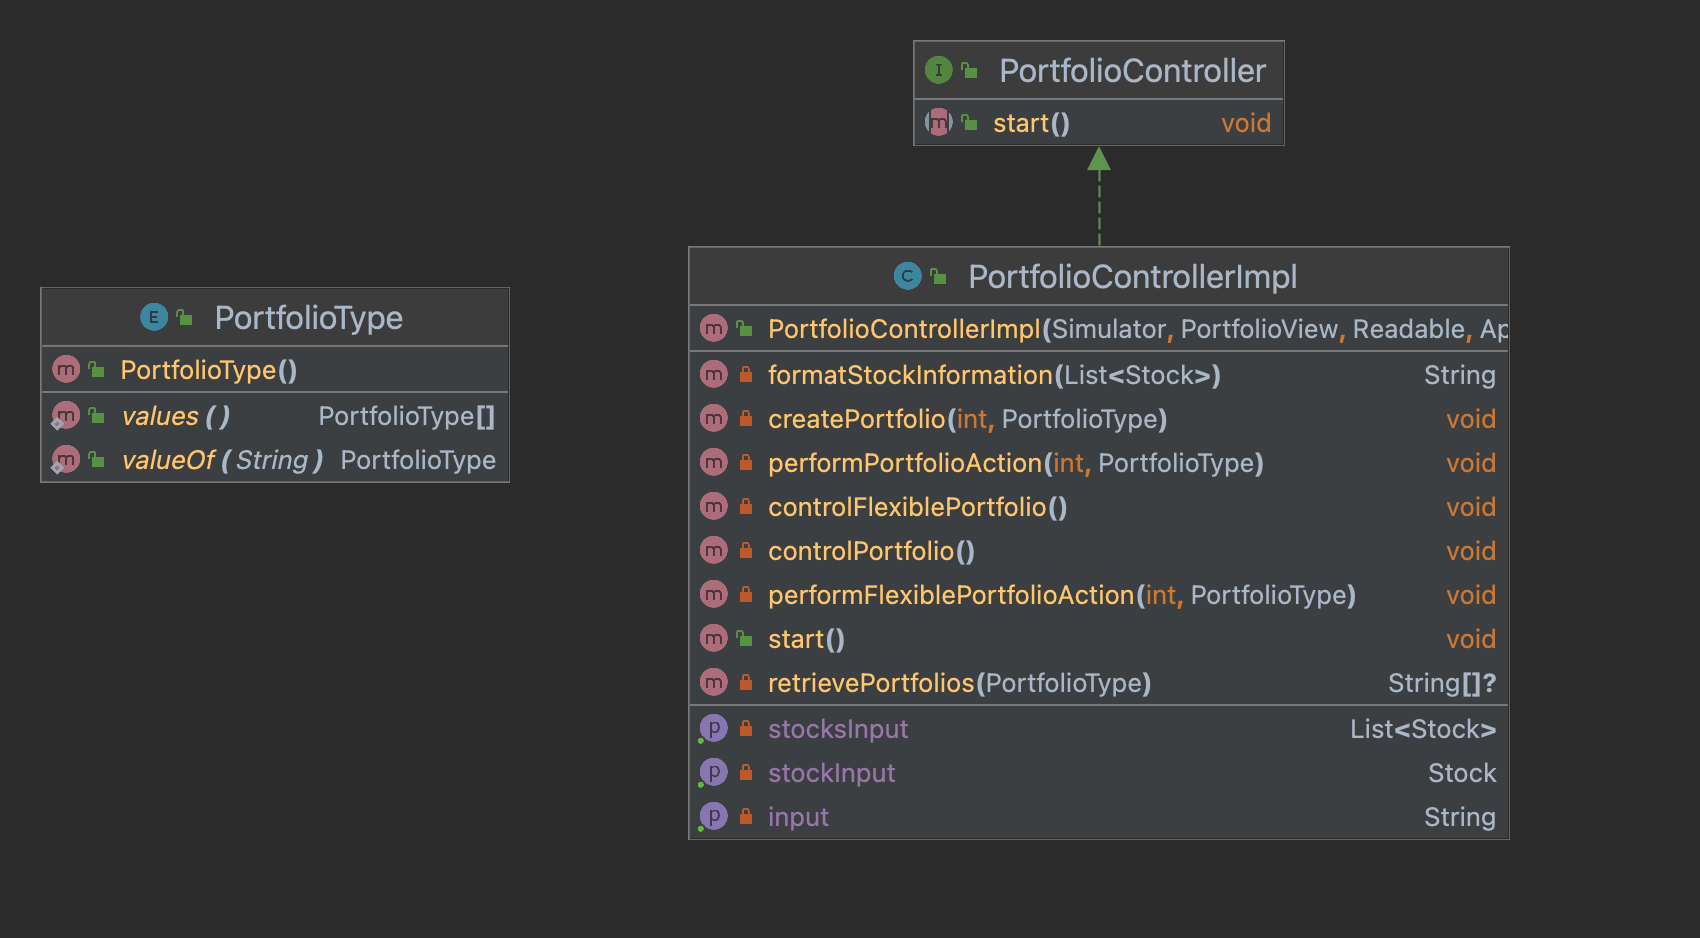 I PortfolioController
m start() void
E PortfolioType
m PortfolioType()
m values() PortfolioType[]
m valueOf(String) PortfolioType
C PortfolioControllerImpl
m PortfolioControllerImpl(Simulator, PortfolioView, Readable, Ap
m formatStockInformation(List<Stock>) String
m createPortfolio(int, PortfolioType) void
m performPortfolioAction(int, PortfolioType) void
m controlFlexiblePortfolio() void
m controlPortfolio() void
m performFlexiblePortfolioAction(int, PortfolioType) void
m start() void
m retrievePortfolios(PortfolioType) String[]?
p stocksInput List<Stock>
p stockInput Stock
p input String